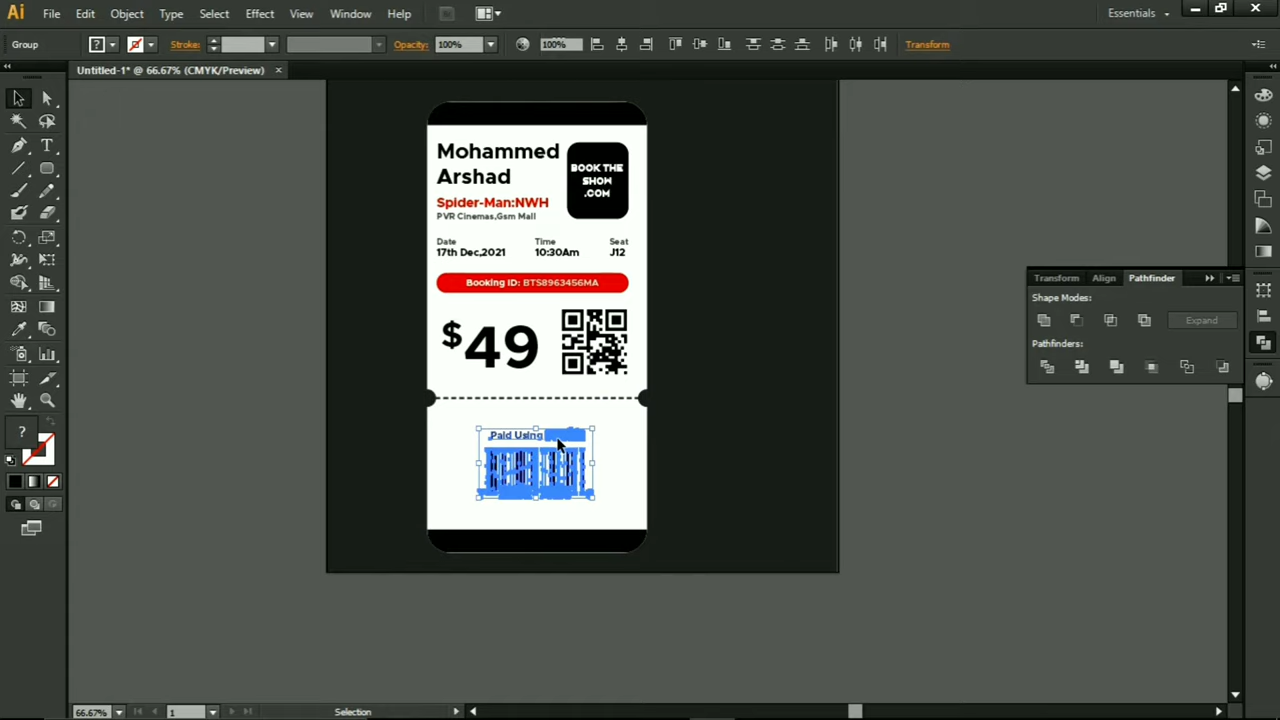 Ai File Edit Object Type Select Effect View Window Help Essentials
Group ? Stroke: Opacity: 100% 100% Transform
Untitled-1* @ 66.67% (CMYK/Preview)
Mohammed
Arshad
BOOK THE
SHOW
.COM
Spider-Man:NWH
PVR Cinemas,Gsm Mall
Date Time Seat
17th Dec,2021 10:30Am J12
Booking ID: BTS8963456MA
$49
Paid Using
Transform Align Pathfinder
Shape Modes:
Expand
Pathfinders:
?
66.67% 1 Selection